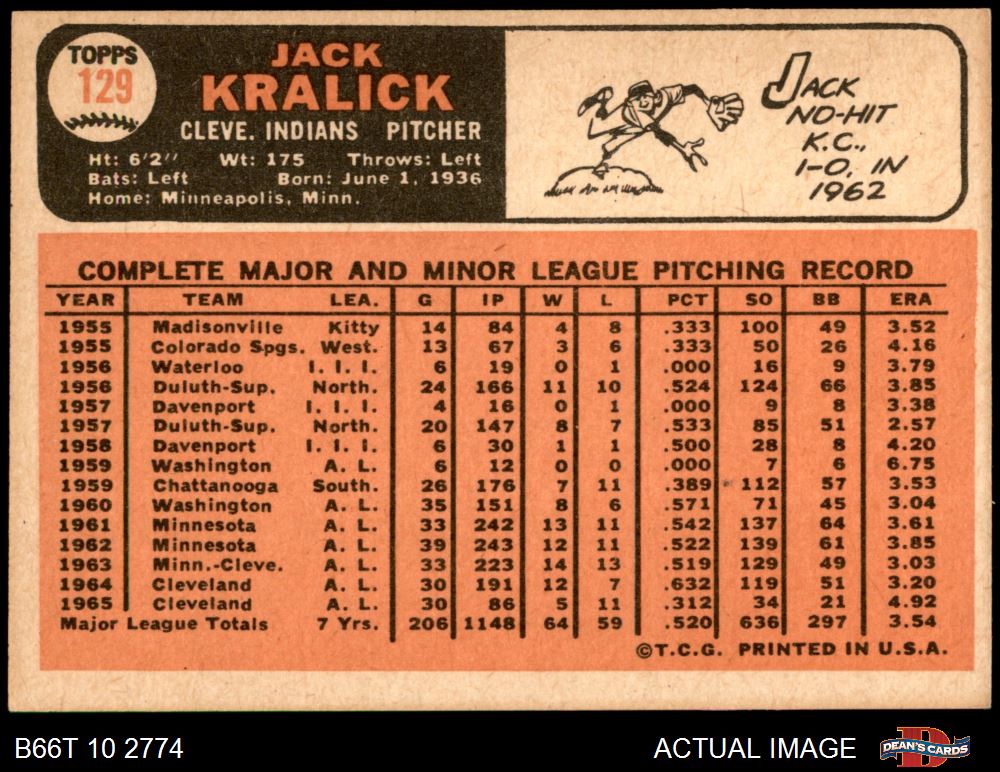 TOPPS
129
JACK
KRALICK
CLEVE. INDIANS PITCHER
Ht: 6'2" Wt: 175 Throws: Left
Bats: Left Born: June 1, 1936
Home: Minneapolis, Minn.
JACK
NO-HIT
K.C.,
1-0, IN
1962
COMPLETE MAJOR AND MINOR LEAGUE PITCHING RECORD
YEAR TEAM LEA. G IP W L PCT SO BB ERA
1955 Madisonville Kitty 14 84 4 8 .333 100 49 3.52
1955 Colorado Spgs. West. 13 67 3 6 .333 50 26 4.16
1956 Waterloo I. I. I. 6 19 0 1 .000 16 9 3.79
1956 Duluth-Sup. North. 24 166 11 10 .524 124 66 3.85
1957 Davenport I. I. I. 4 16 0 1 .000 9 8 3.38
1957 Duluth-Sup. North. 20 147 8 7 .533 85 51 2.57
1958 Davenport I. I. I. 6 30 1 1 .500 28 8 4.20
1959 Washington A. L. 6 12 0 0 .000 7 6 6.75
1959 Chattanooga South. 26 176 7 11 .389 112 57 3.53
1960 Washington A. L. 35 151 8 6 .571 71 45 3.04
1961 Minnesota A. L. 33 242 13 11 .542 137 64 3.61
1962 Minnesota A. L. 39 243 12 11 .522 139 61 3.85
1963 Minn.-Cleve. A. L. 33 223 14 13 .519 129 49 3.03
1964 Cleveland A. L. 30 191 12 7 .632 119 51 3.20
1965 Cleveland A. L. 30 86 5 11 .312 34 21 4.92
Major League Totals 7 Yrs. 206 1148 64 59 .520 636 297 3.54
©T.C.G. PRINTED IN U.S.A.
B66T 10 2774 ACTUAL IMAGE
D
DEAN'S CARDS